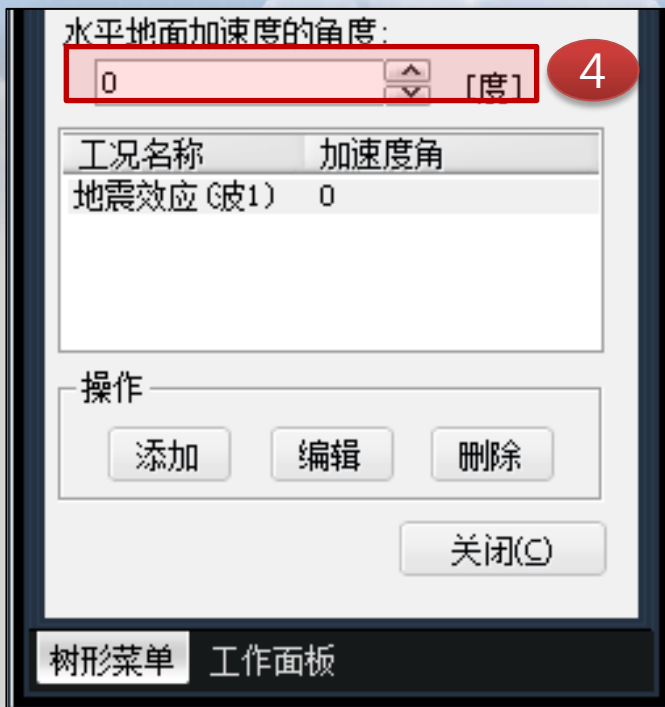 水平地面加速度的角度:
0 [度] 4
工况名称 加速度角
地震效应(波1) 0
操作
添加 编辑 删除
关闭(C)
树形菜单 工作面板